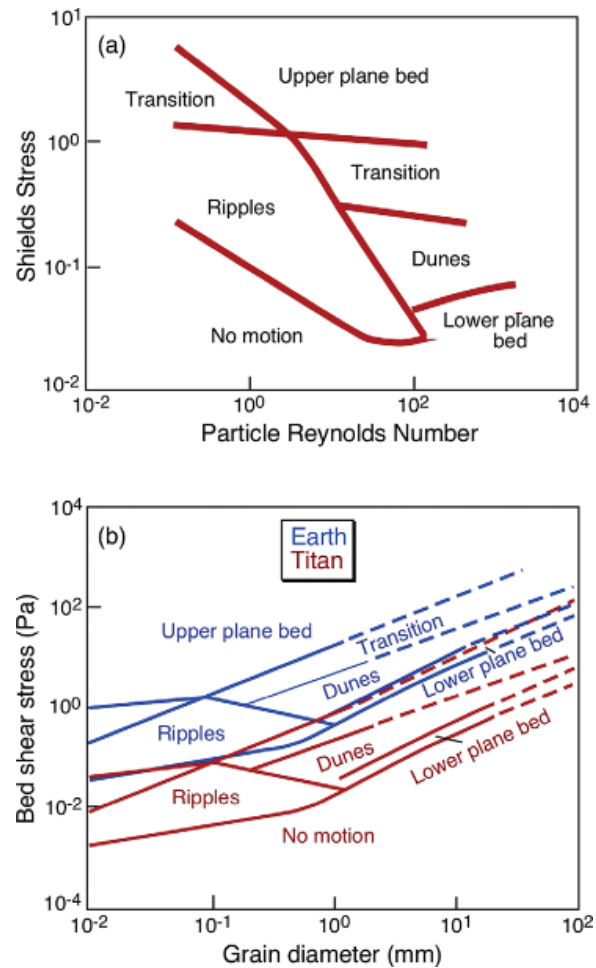 (a)
Shields Stress
10^1
10^0
10^-1
10^-2
Upper plane bed
Transition
Transition
Ripples
Dunes
No motion
Lower plane
bed
10^-2
10^0
10^2
10^4
Particle Reynolds Number
(b)
Earth
Titan
Bed shear stress (Pa)
10^4
10^2
10^0
10^-2
10^-4
Upper plane bed
Transition
Dunes
Lower plane bed
Ripples
Dunes
Lower plane bed
Ripples
No motion
10^-2
10^-1
10^0
10^1
10^2
Grain diameter (mm)